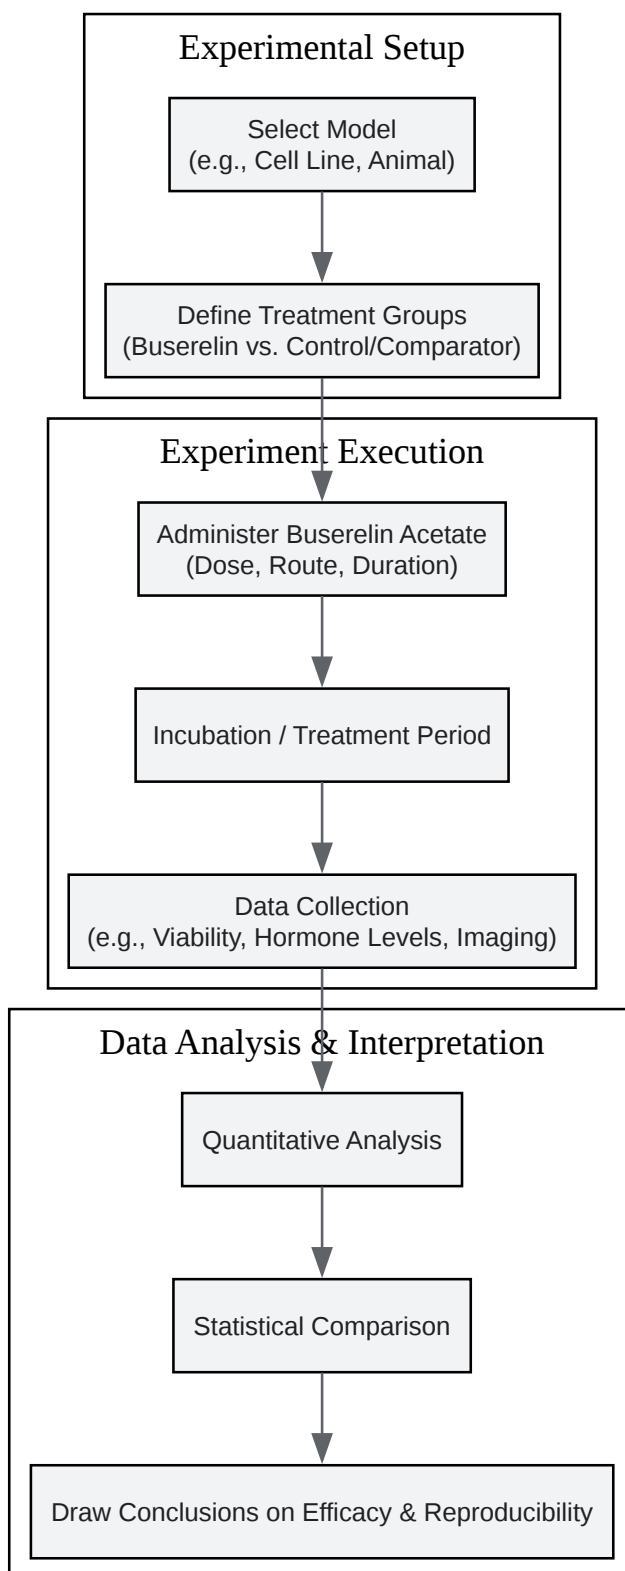 Experimental Setup
Select Model
(e.g., Cell Line, Animal)
Define Treatment Groups
(Buserelin vs. Control/Comparator)
Experiment Execution
Administer Buserelin Acetate
(Dose, Route, Duration)
Incubation / Treatment Period
Data Collection
(e.g., Viability, Hormone Levels, Imaging)
Data Analysis & Interpretation
Quantitative Analysis
Statistical Comparison
Draw Conclusions on Efficacy & Reproducibility